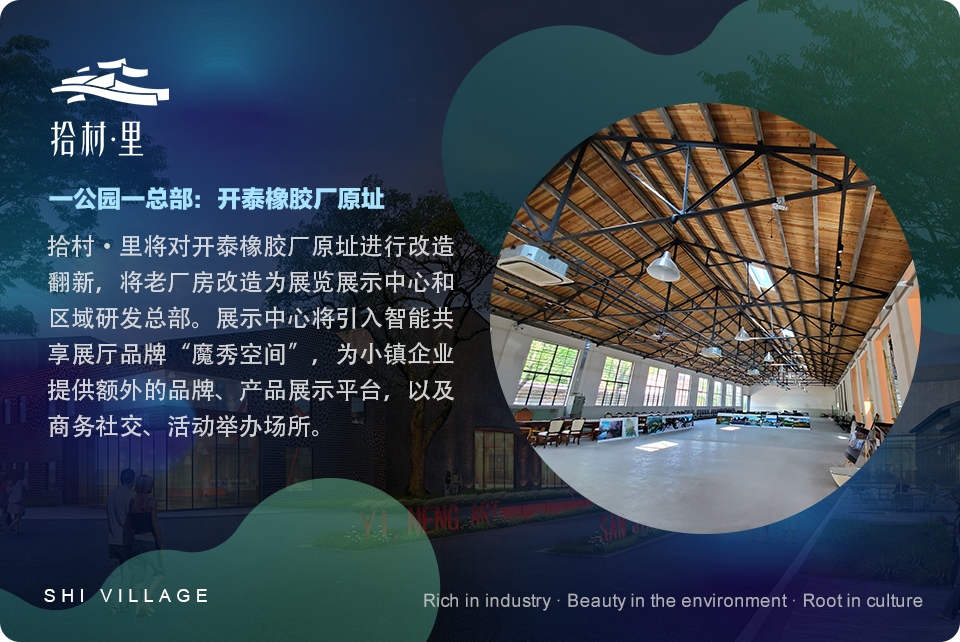 拾村·里
一公园一总部：开泰橡胶厂原址
拾村·里将对开泰橡胶厂原址进行改造
翻新，将老厂房改造为展览展示中心和
区域研发总部。展示中心将引入智能共
享展厅品牌“魔秀空间”，为小镇企业
提供额外的品牌、产品展示平台，以及
商务社交、活动举办场所。
YI NENG ART
SHI VILLAGE
Rich in industry · Beauty in the environment · Root in culture